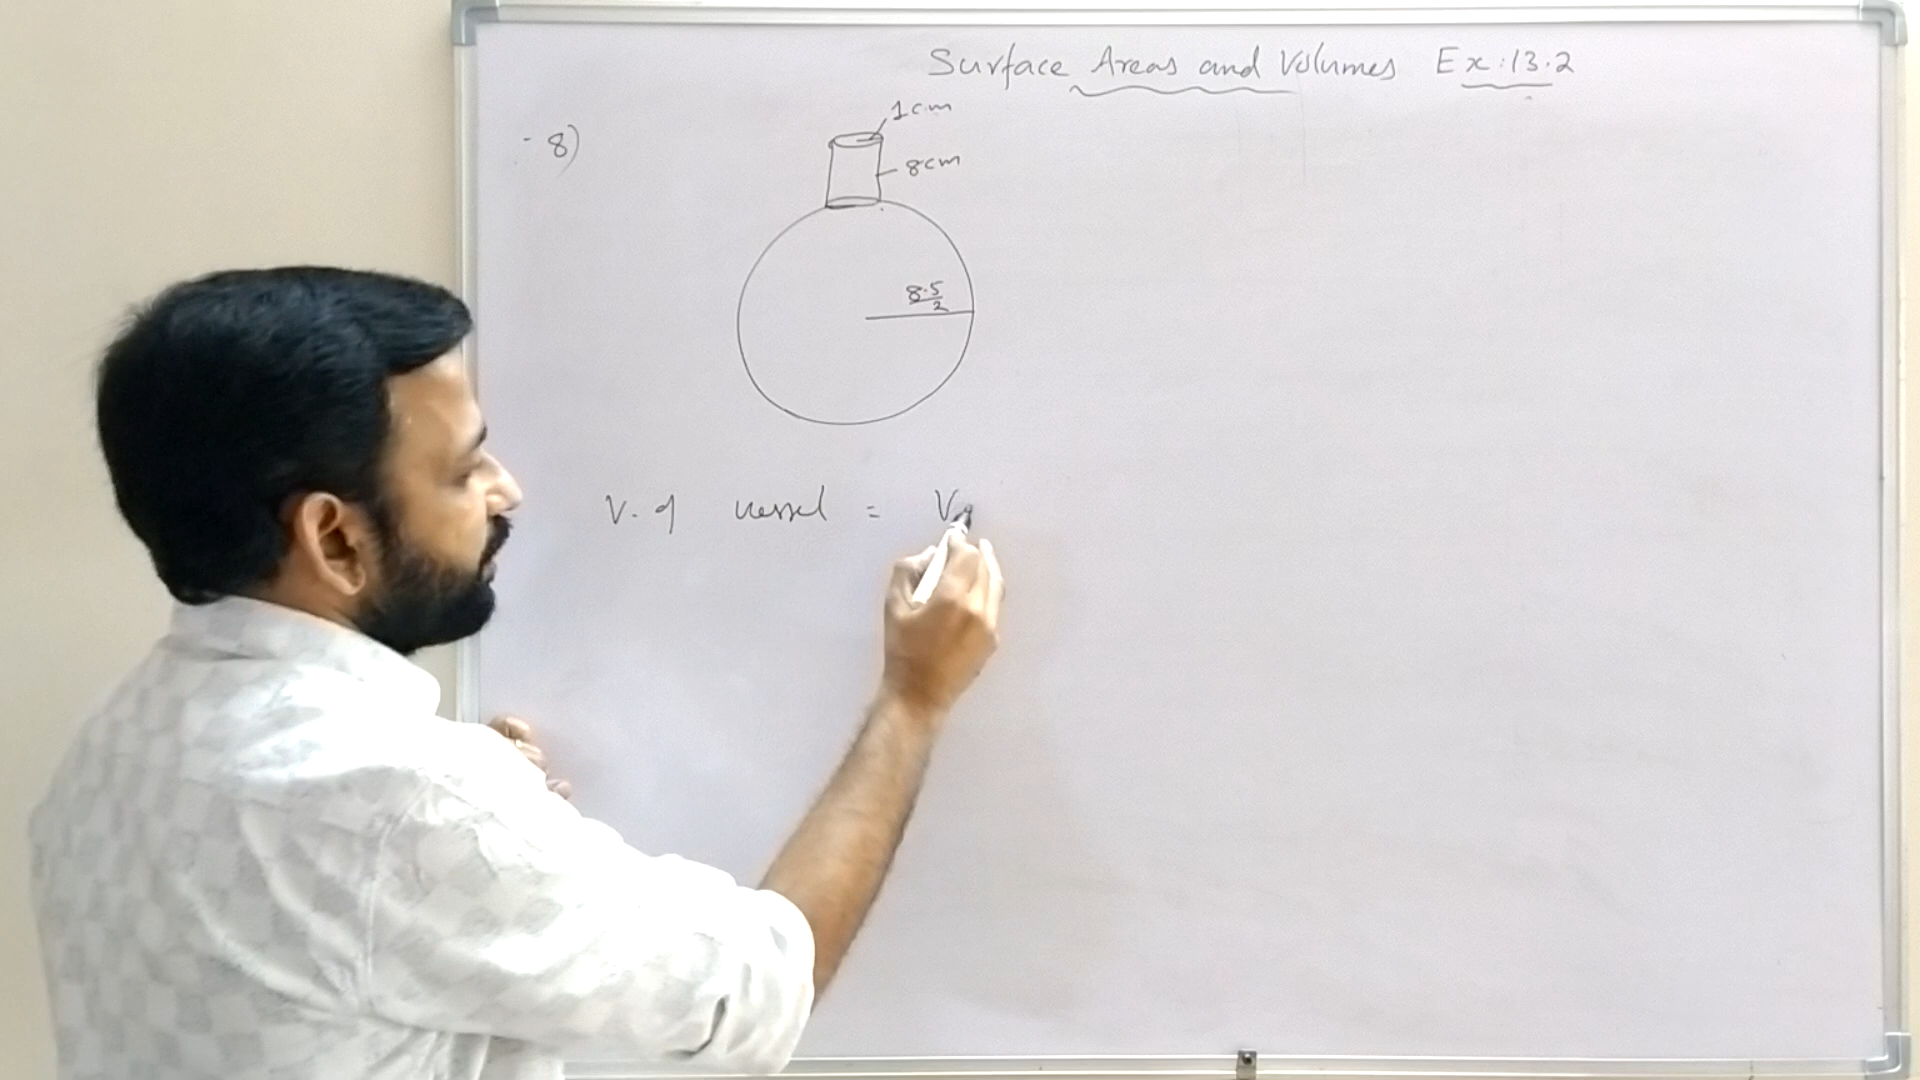 Surface Areas and Volumes Ex:13.2
8)
1cm
8cm
8.5
2
V. of vessel = V